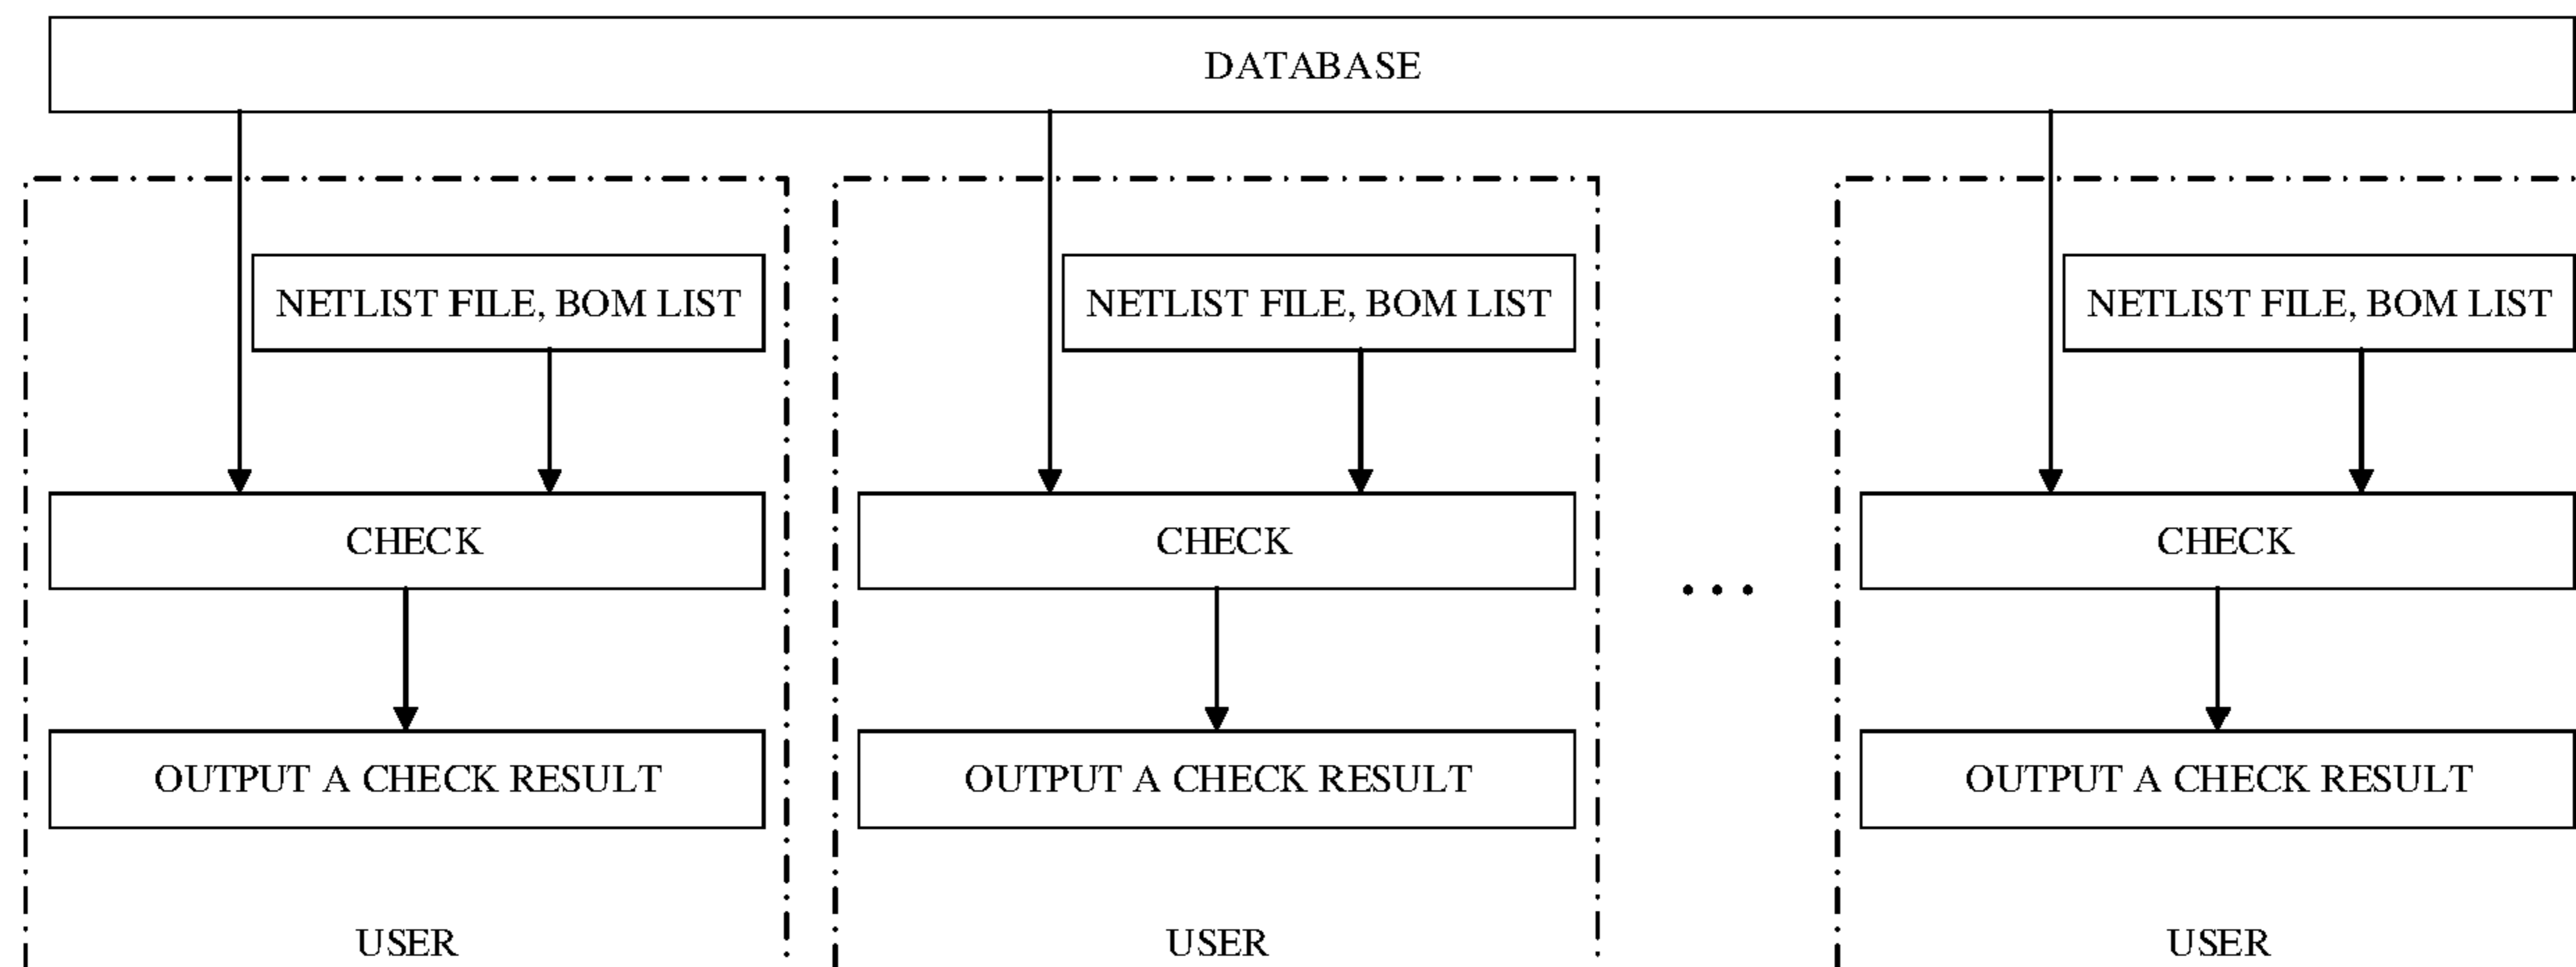 DATABASE
NETLIST FILE, BOM LIST
NETLIST FILE, BOM LIST
NETLIST FILE, BOM LIST
CHECK
CHECK
CHECK
OUTPUT A CHECK RESULT
OUTPUT A CHECK RESULT
OUTPUT A CHECK RESULT
USER
USER
USER